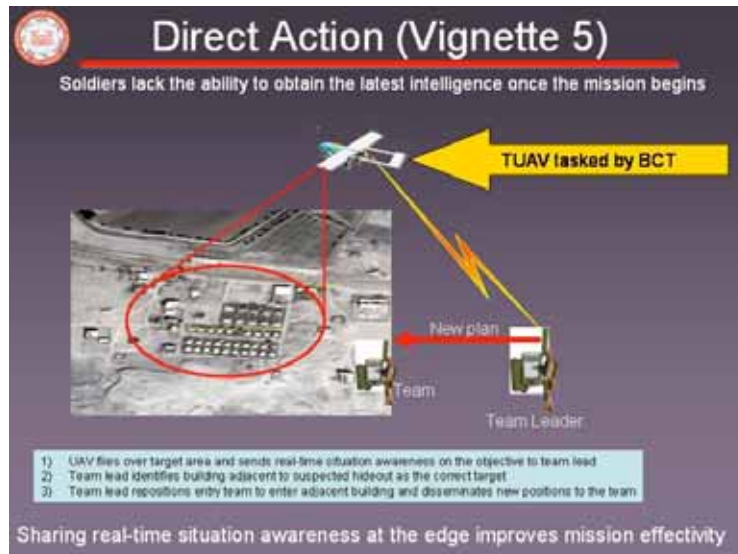 Direct Action (Vignette 5)
Soldiers lack the ability to obtain the latest intelligence once the mission begins
TUAV tasked by BCT
New plan
Team
Team Leader
1) UAV flies over target area and sends real-time situation awareness on the objective to team lead
2) Team lead identifies building adjacent to suspected hideout as the correct target
3) Team lead repositions entry team to enter adjacent building and disseminates new positions to the team
Sharing real-time situation awareness at the edge improves mission effectivity